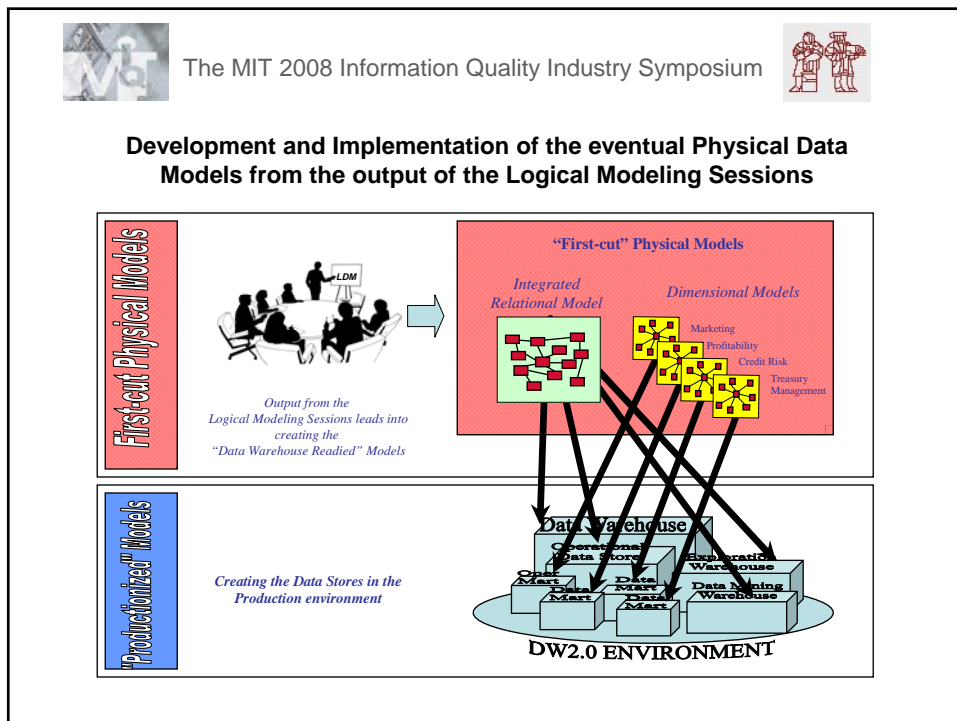 The MIT 2008 Information Quality Industry Symposium
Development and Implementation of the eventual Physical Data
Models from the output of the Logical Modeling Sessions
First-cut Physical Models
LDM
Output from the
Logical Modeling Sessions leads into
creating the
“Data Warehouse Readied” Models
“First-cut” Physical Models
Integrated
Relational Model
Dimensional Models
Marketing
Profitability
Credit Risk
Treasury
Management
"Productionized" Models
Creating the Data Stores in the
Production environment
Data Warehouse
Operational
Data Store
Exploration
Warehouse
Oper
Mart
Data
Mart
Data Mining
Warehouse
Data
Mart
Data
Mart
DW2.0 ENVIRONMENT